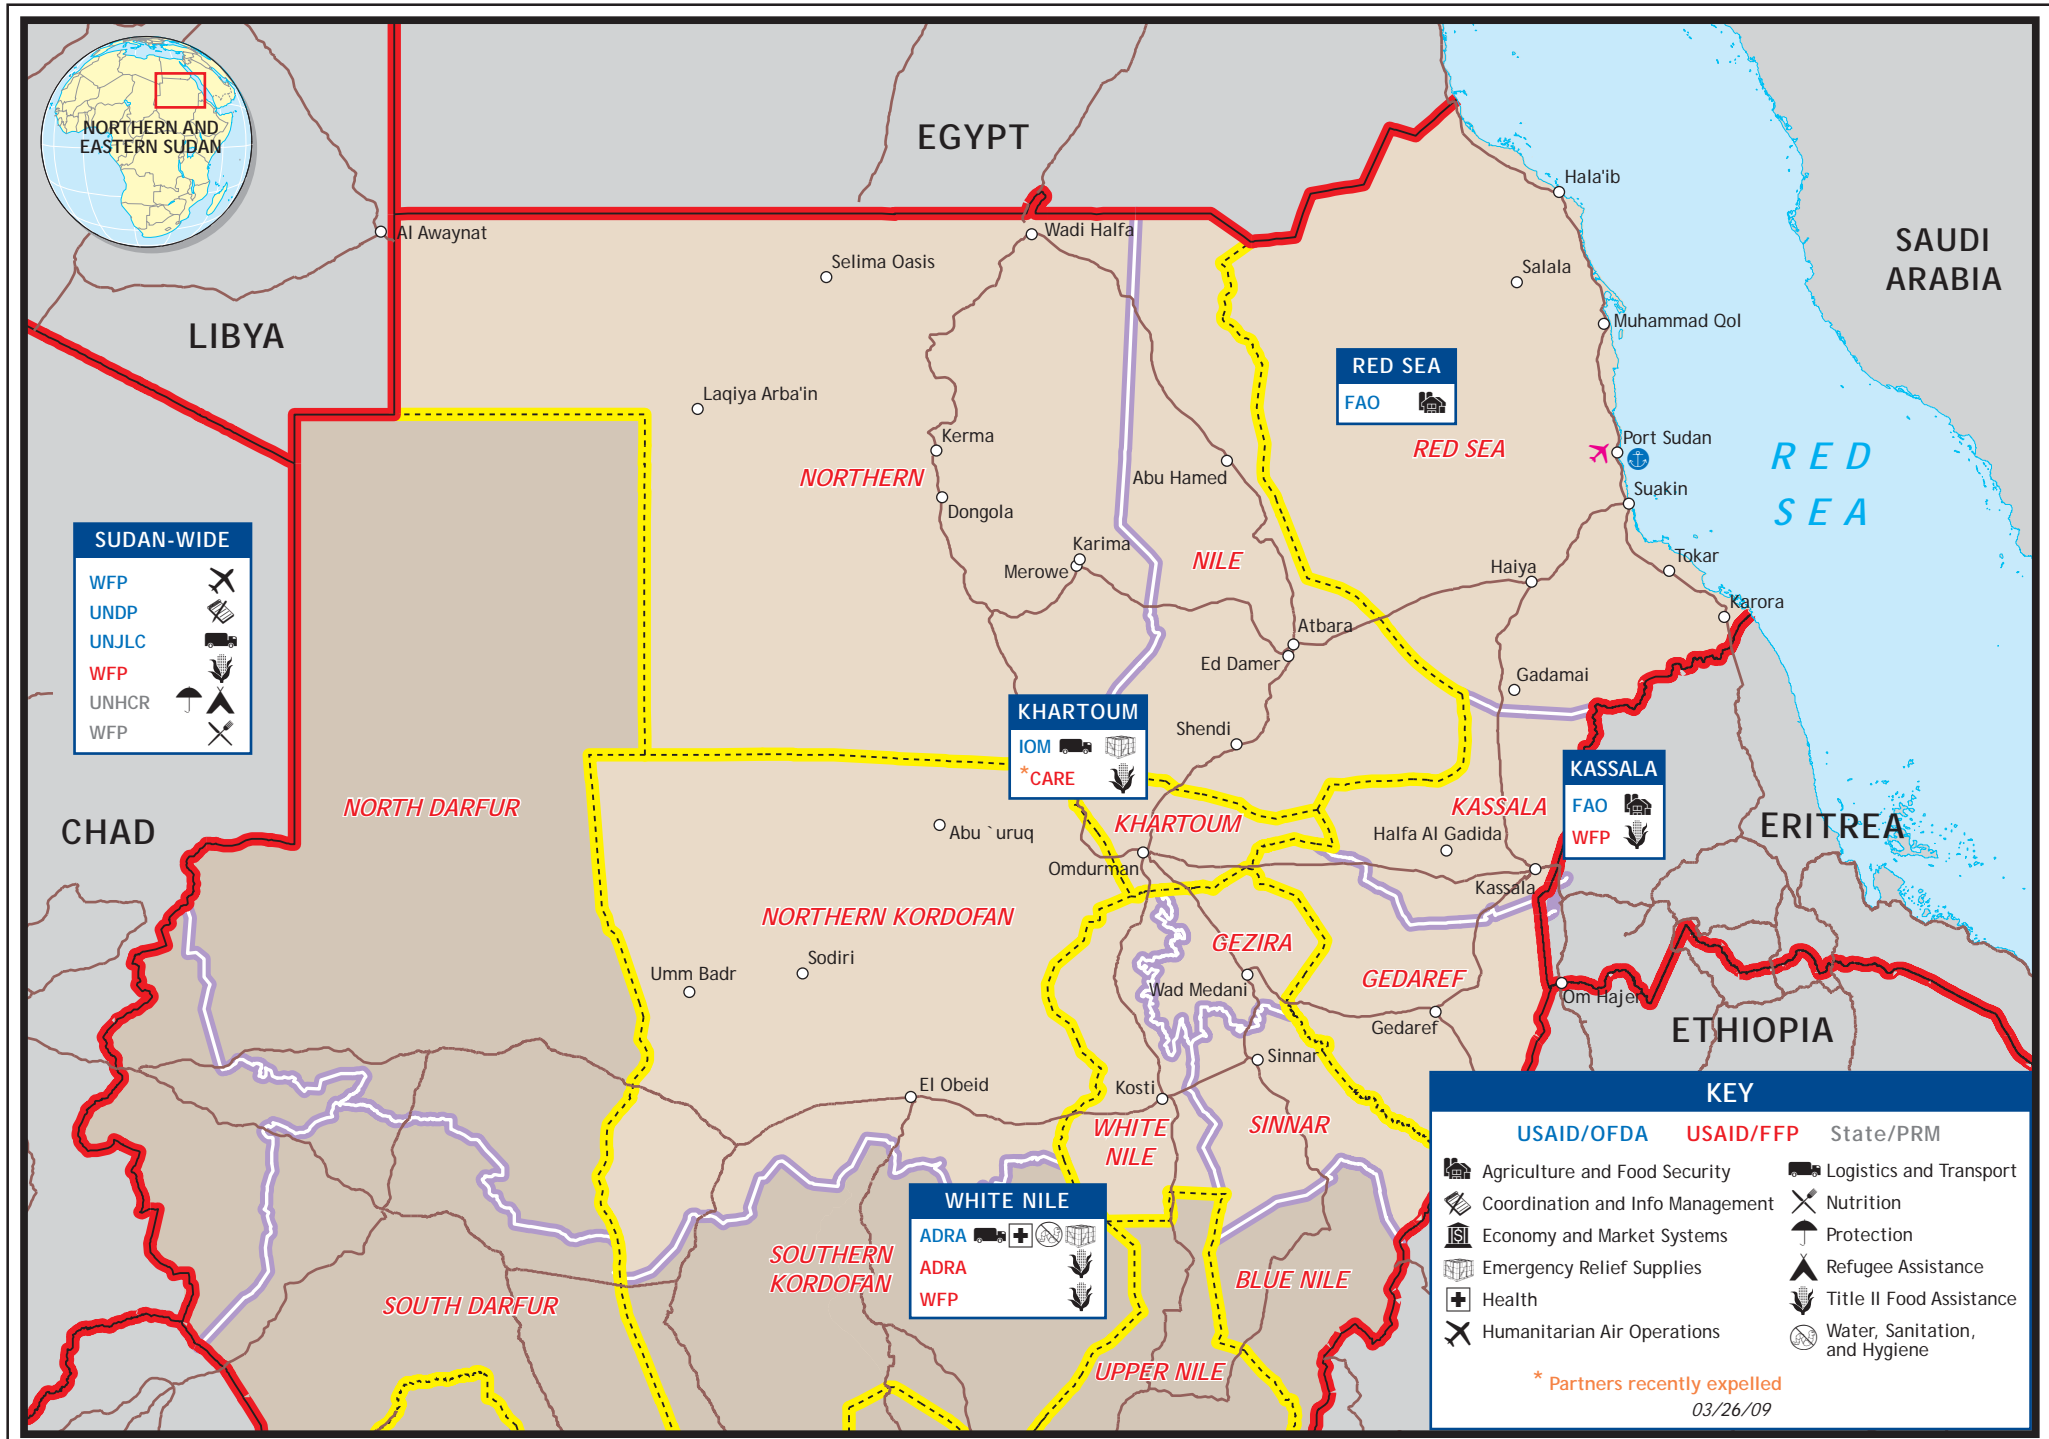 NORTHERN AND
EASTERN SUDAN
EGYPT
SAUDI
ARABIA
LIBYA
CHAD
ERITREA
ETHIOPIA
RED
SEA
Al Awaynat
Wadi Halfa
Selima Oasis
Hala'ib
Salala
Muhammad Qol
Laqiya Arba'in
Kerma
Dongola
NORTHERN
Abu Hamed
Karima
Merowe
NILE
RED SEA
FAO
RED SEA
Port Sudan
Suakin
Haiya
Tokar
Karora
Atbara
Ed Damer
Gadamai
Shendi
SUDAN-WIDE
WFP
UNDP
UNJLC
WFP
UNHCR
WFP
KHARTOUM
IOM
*CARE
KASSALA
FAO
WFP
NORTH DARFUR
Abu `uruq
KHARTOUM
KASSALA
Halfa Al Gadida
Omdurman
Kassala
NORTHERN KORDOFAN
GEZIRA
GEDAREF
Umm Badr
Sodiri
Wad Medani
Om Hajer
Gedaref
Sinnar
El Obeid
Kosti
WHITE
NILE
SINNAR
WHITE NILE
ADRA
ADRA
WFP
SOUTHERN
KORDOFAN
BLUE NILE
SOUTH DARFUR
UPPER NILE
KEY
USAID/OFDA USAID/FFP State/PRM
Agriculture and Food Security
Coordination and Info Management
Economy and Market Systems
Emergency Relief Supplies
Health
Humanitarian Air Operations
Logistics and Transport
Nutrition
Protection
Refugee Assistance
Title II Food Assistance
Water, Sanitation,
and Hygiene
* Partners recently expelled
03/26/09